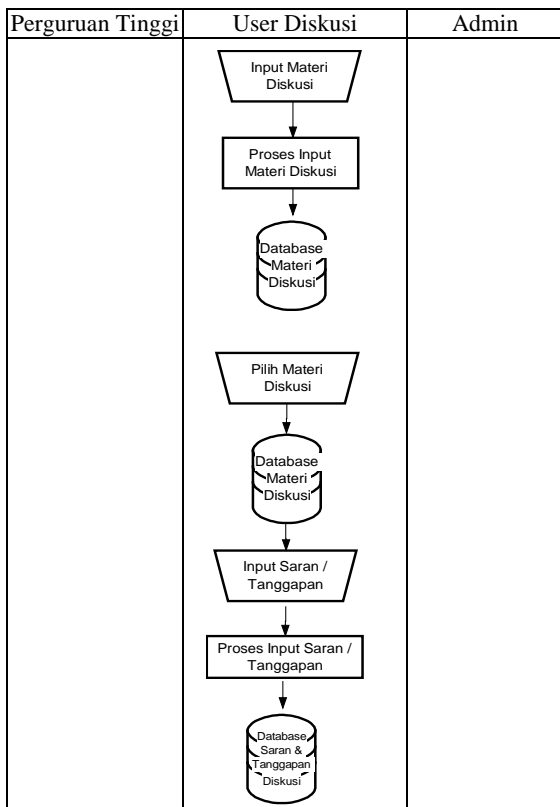 Perguruan Tinggi User Diskusi Admin
Input Materi
Diskusi
Proses Input
Materi Diskusi
Database
Materi
Diskusi
Pilih Materi
Diskusi
Database
Materi
Diskusi
Input Saran /
Tanggapan
Proses Input Saran /
Tanggapan
Database
Saran &
Tanggapan
Diskusi